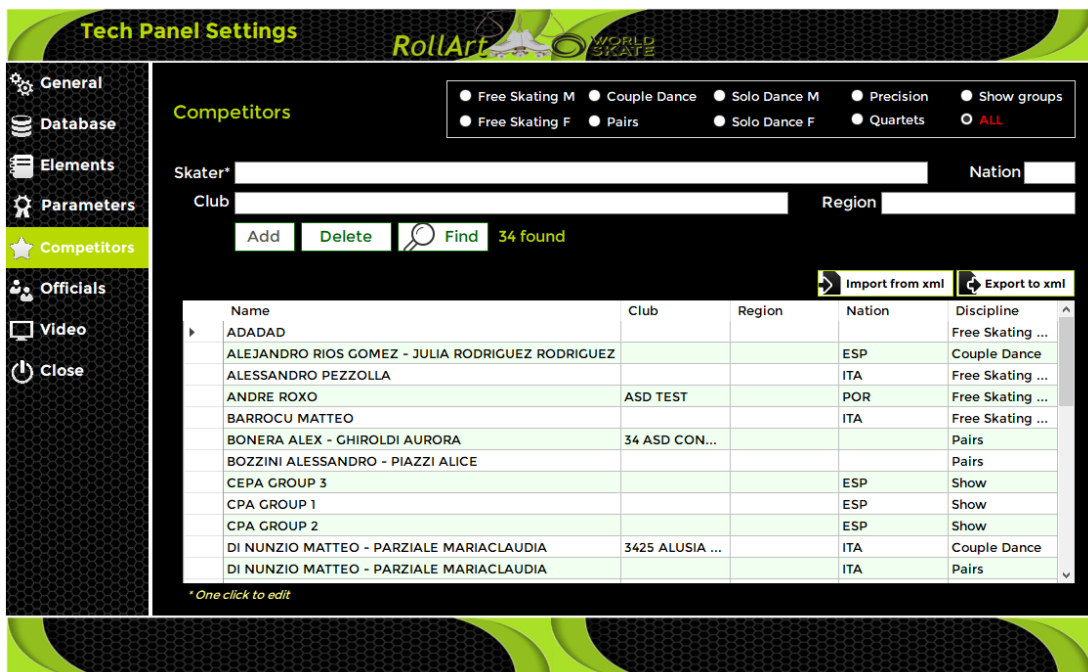 Tech Panel Settings
RollArt WORLD SKATE
General
Database
Elements
Parameters
Competitors
Officials
Video
Close
Competitors
Free Skating M Couple Dance Solo Dance M Precision Show groups
Free Skating F Pairs Solo Dance F Quartets ALL
Skater* Nation
Club Region
Add Delete Find 34 found
Import from xml Export to xml
Name Club Region Nation Discipline
ADADAD Free Skating ...
ALEJANDRO RIOS GOMEZ - JULIA RODRIGUEZ RODRIGUEZ ESP Couple Dance
ALESSANDRO PEZZOLLA ITA Free Skating ...
ANDRE ROXO ASD TEST POR Free Skating ...
BARROCU MATTEO ITA Free Skating ...
BONERA ALEX - GHIROLDI AURORA 34 ASD CON... Pairs
BOZZINI ALESSANDRO - PIAZZI ALICE Pairs
CEPA GROUP 3 ESP Show
CPA GROUP 1 ESP Show
CPA GROUP 2 ESP Show
DI NUNZIO MATTEO - PARZIALE MARIACLAUDIA 3425 ALUSIA ... ITA Couple Dance
DI NUNZIO MATTEO - PARZIALE MARIACLAUDIA ITA Pairs
* One click to edit